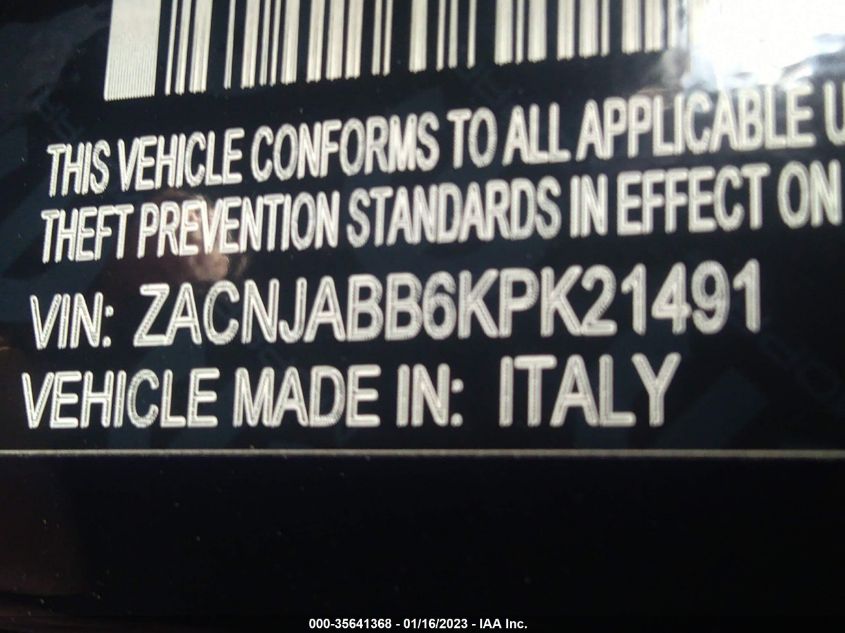 THIS VEHICLE CONFORMS TO ALL APPLICABLE U
THEFT PREVENTION STANDARDS IN EFFECT ON
VIN: ZACNJABB6KPK21491
VEHICLE MADE IN: ITALY
000-35641368 - 01/16/2023 - IAA Inc.